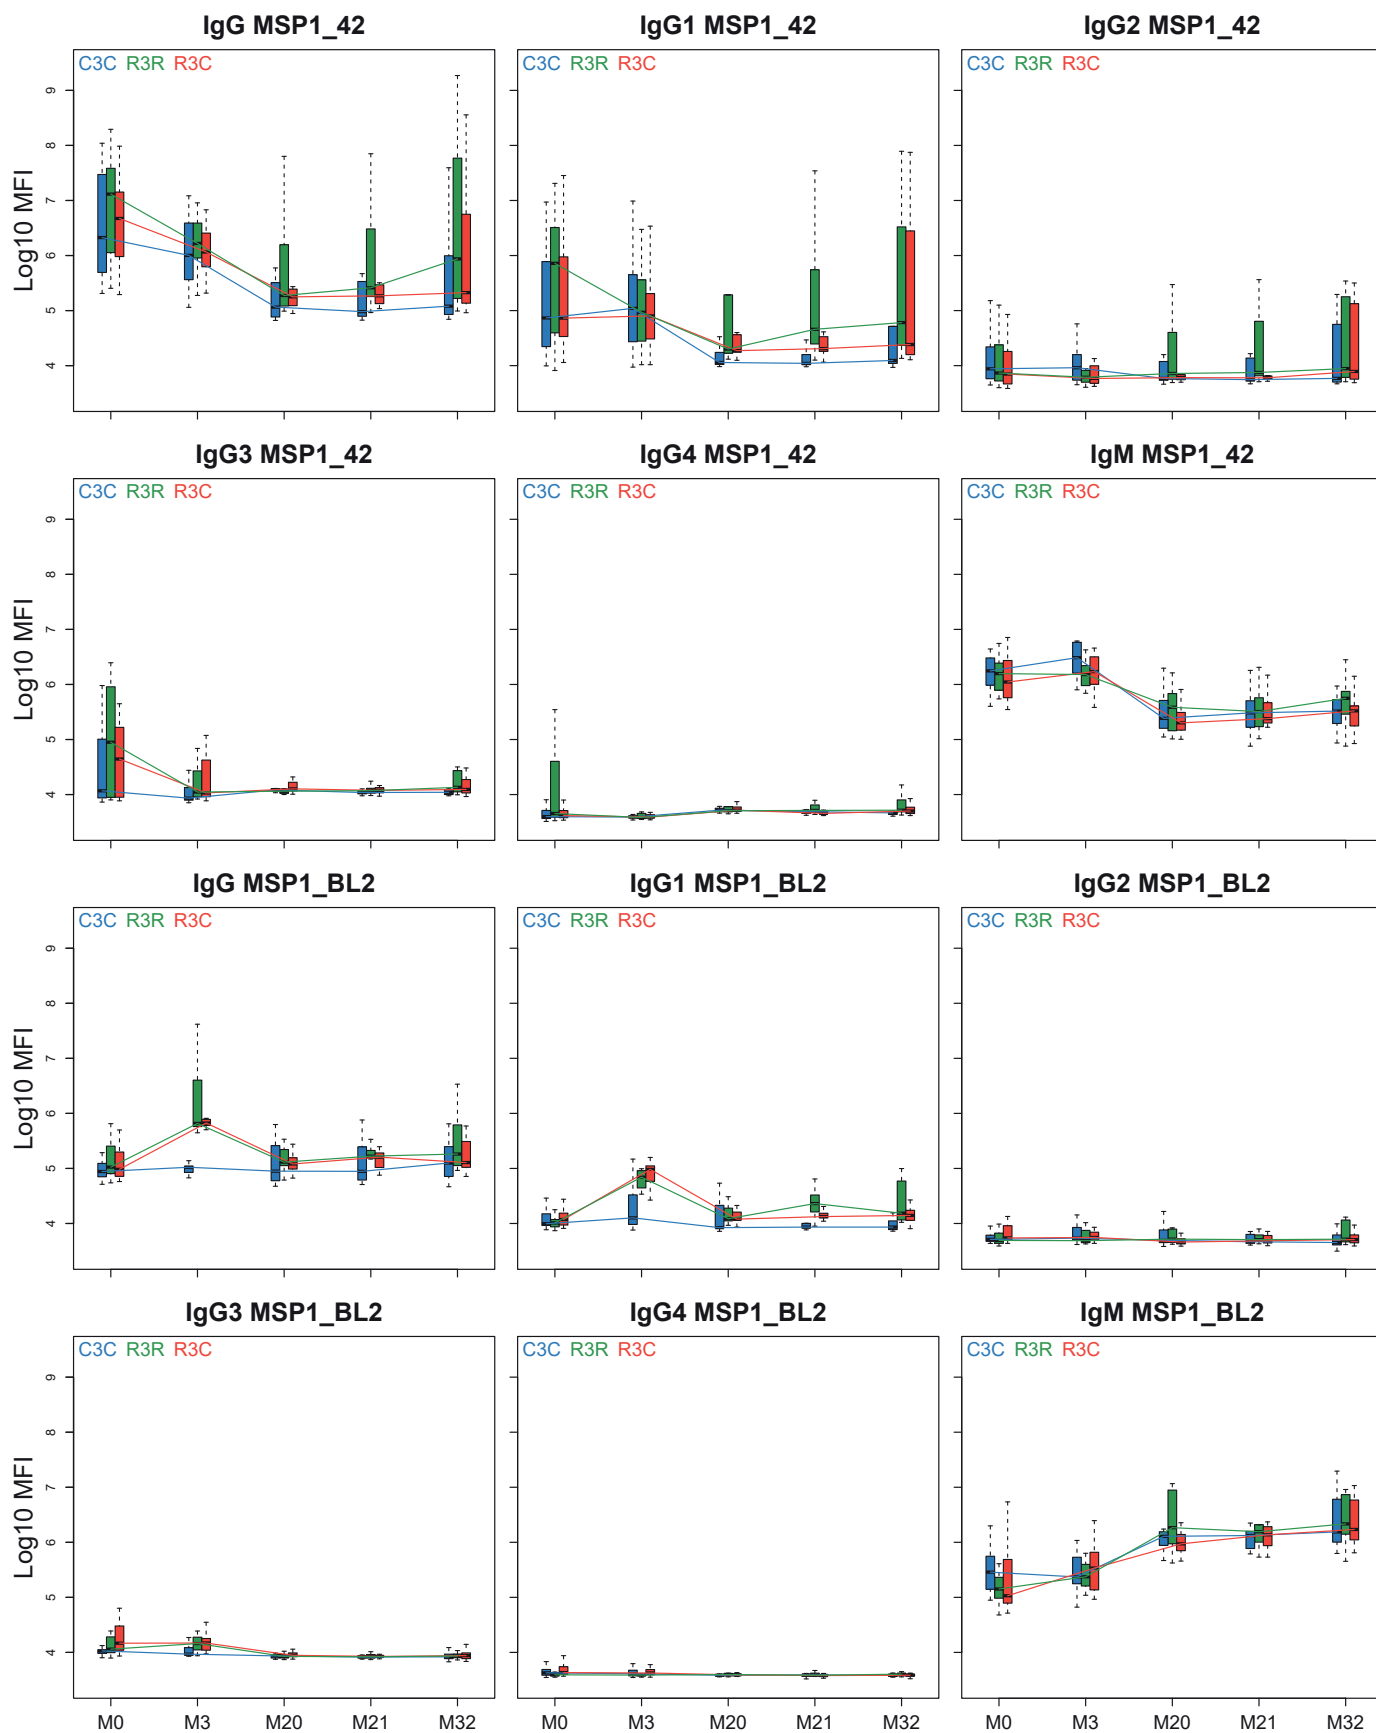 IgG MSP1_42 IgG1 MSP1_42 IgG2 MSP1_42
C3C R3R R3C C3C R3R R3C C3C R3R R3C
9
8
7
6
5
4
Log10 MFI
IgG3 MSP1_42 IgG4 MSP1_42 IgM MSP1_42
C3C R3R R3C C3C R3R R3C C3C R3R R3C
9
8
7
6
5
4
Log10 MFI
IgG MSP1_BL2 IgG1 MSP1_BL2 IgG2 MSP1_BL2
C3C R3R R3C C3C R3R R3C C3C R3R R3C
9
8
7
6
5
4
Log10 MFI
IgG3 MSP1_BL2 IgG4 MSP1_BL2 IgM MSP1_BL2
C3C R3R R3C C3C R3R R3C C3C R3R R3C
9
8
7
6
5
4
Log10 MFI
M0 M3 M20 M21 M32 M0 M3 M20 M21 M32 M0 M3 M20 M21 M32